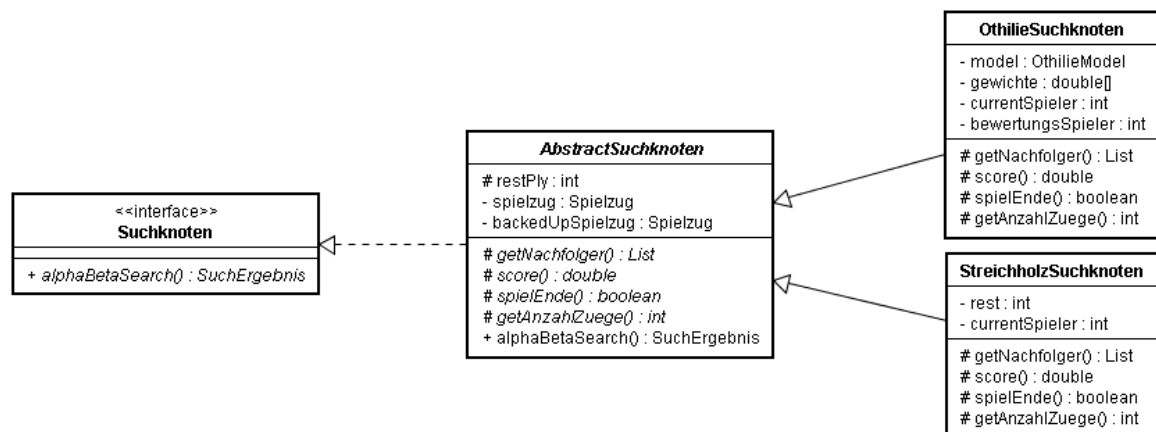 <<interface>>
Suchknoten
+ alphaBetaSearch() : SuchErgebnis
AbstractSuchknoten
# restPly : int
- spielzug : Spielzug
- backedUpSpielzug : Spielzug
# getNachfolger() : List
# score() : double
# spielEnde() : boolean
# getAnzahlZuege() : int
+ alphaBetaSearch() : SuchErgebnis
OthilieSuchknoten
- model : OthilieModel
- gewichte : double[]
- currentSpieler : int
- bewertungsSpieler : int
# getNachfolger() : List
# score() : double
# spielEnde() : boolean
# getAnzahlZuege() : int
StreichholzSuchknoten
- rest : int
- currentSpieler : int
# getNachfolger() : List
# score() : double
# spielEnde() : boolean
# getAnzahlZuege() : int